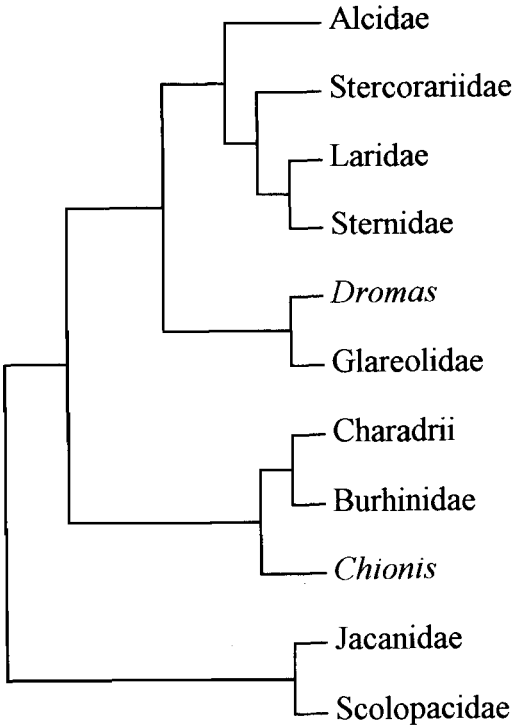 Alcidae
Stercorariidae
Laridae
Sternidae
Dromas
Glareolidae
Charadrii
Burhinidae
Chionis
Jacanidae
Scolopacidae